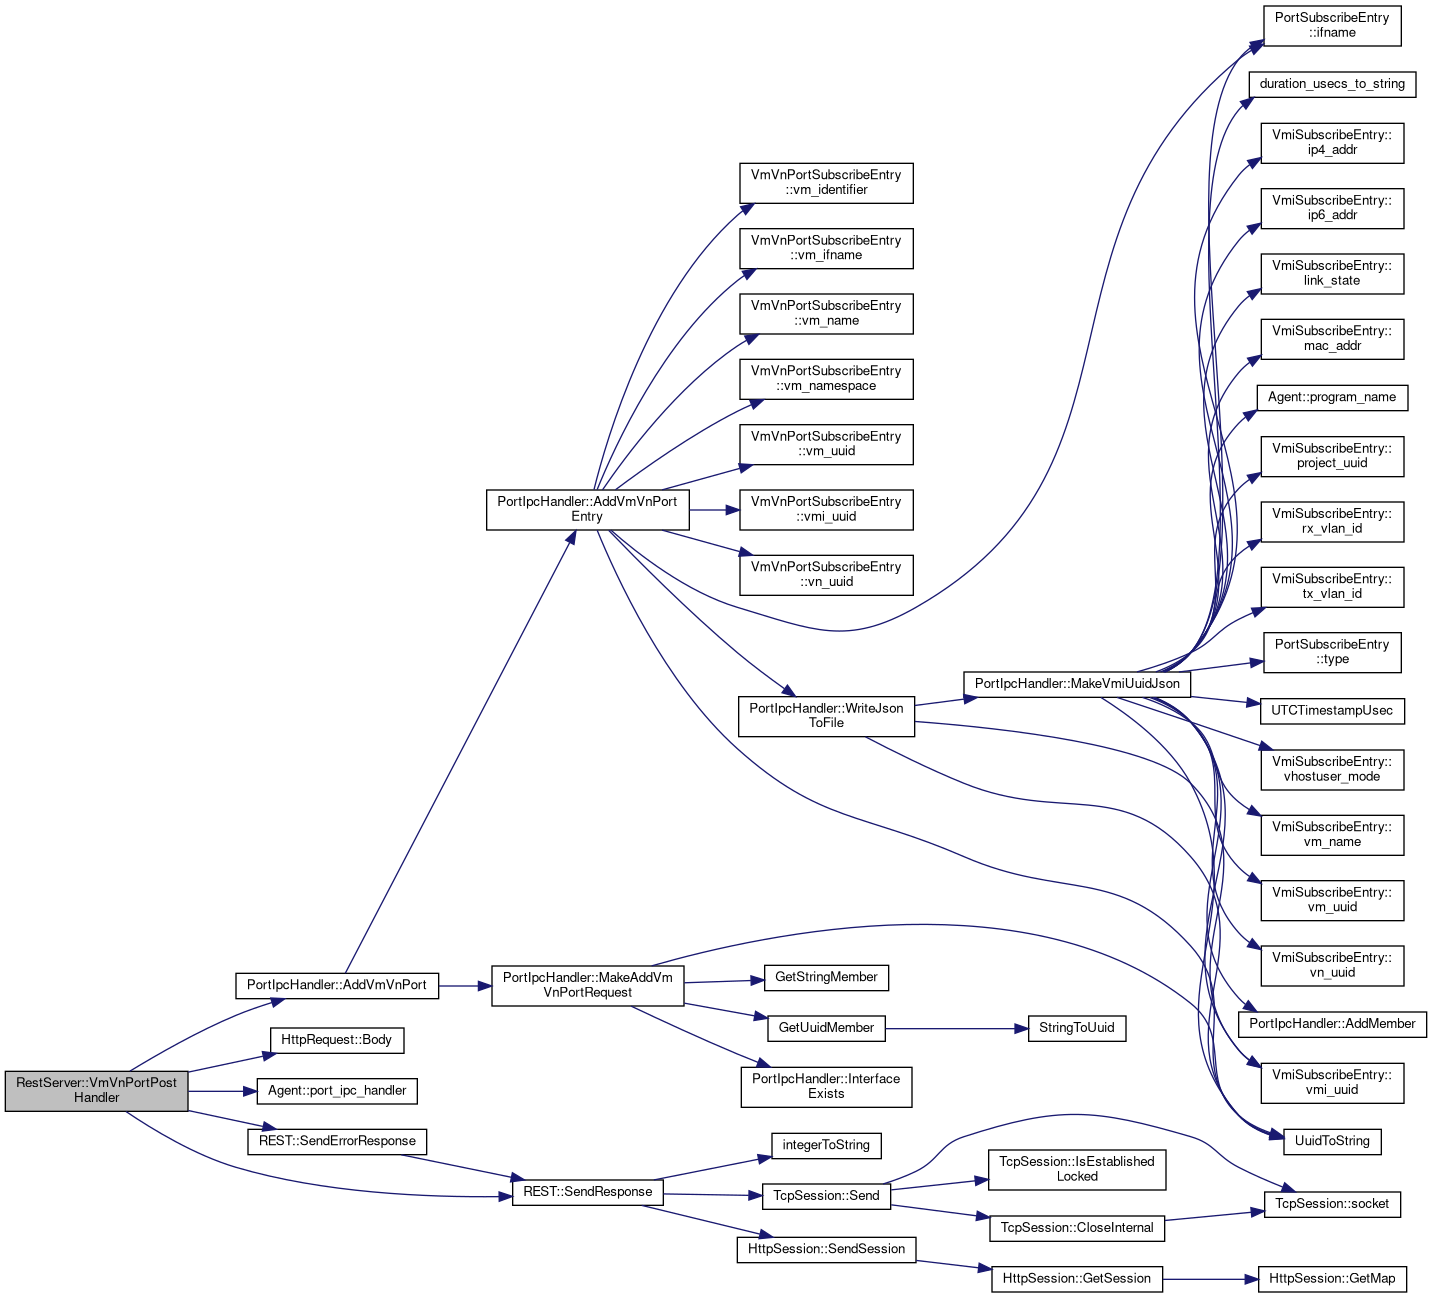 RestServer::VmVnPortPost
Handler
PortIpcHandler::AddVmVnPort
HttpRequest::Body
Agent::port_ipc_handler
REST::SendErrorResponse
PortIpcHandler::AddVmVnPort
Entry
PortIpcHandler::MakeAddVm
VnPortRequest
REST::SendResponse
VmVnPortSubscribeEntry
::vm_identifier
VmVnPortSubscribeEntry
::vm_ifname
VmVnPortSubscribeEntry
::vm_name
VmVnPortSubscribeEntry
::vm_namespace
VmVnPortSubscribeEntry
::vm_uuid
VmVnPortSubscribeEntry
::vmi_uuid
VmVnPortSubscribeEntry
::vn_uuid
PortIpcHandler::WriteJson
ToFile
GetStringMember
GetUuidMember
PortIpcHandler::Interface
Exists
integerToString
TcpSession::Send
HttpSession::SendSession
PortIpcHandler::MakeVmiUuidJson
StringToUuid
TcpSession::IsEstablished
Locked
TcpSession::CloseInternal
HttpSession::GetSession
PortSubscribeEntry
::ifname
duration_usecs_to_string
VmiSubscribeEntry::
ip4_addr
VmiSubscribeEntry::
ip6_addr
VmiSubscribeEntry::
link_state
VmiSubscribeEntry::
mac_addr
Agent::program_name
VmiSubscribeEntry::
project_uuid
VmiSubscribeEntry::
rx_vlan_id
VmiSubscribeEntry::
tx_vlan_id
PortSubscribeEntry
::type
UTCTimestampUsec
VmiSubscribeEntry::
vhostuser_mode
VmiSubscribeEntry::
vm_name
VmiSubscribeEntry::
vm_uuid
VmiSubscribeEntry::
vn_uuid
PortIpcHandler::AddMember
VmiSubscribeEntry::
vmi_uuid
UuidToString
TcpSession::socket
HttpSession::GetMap